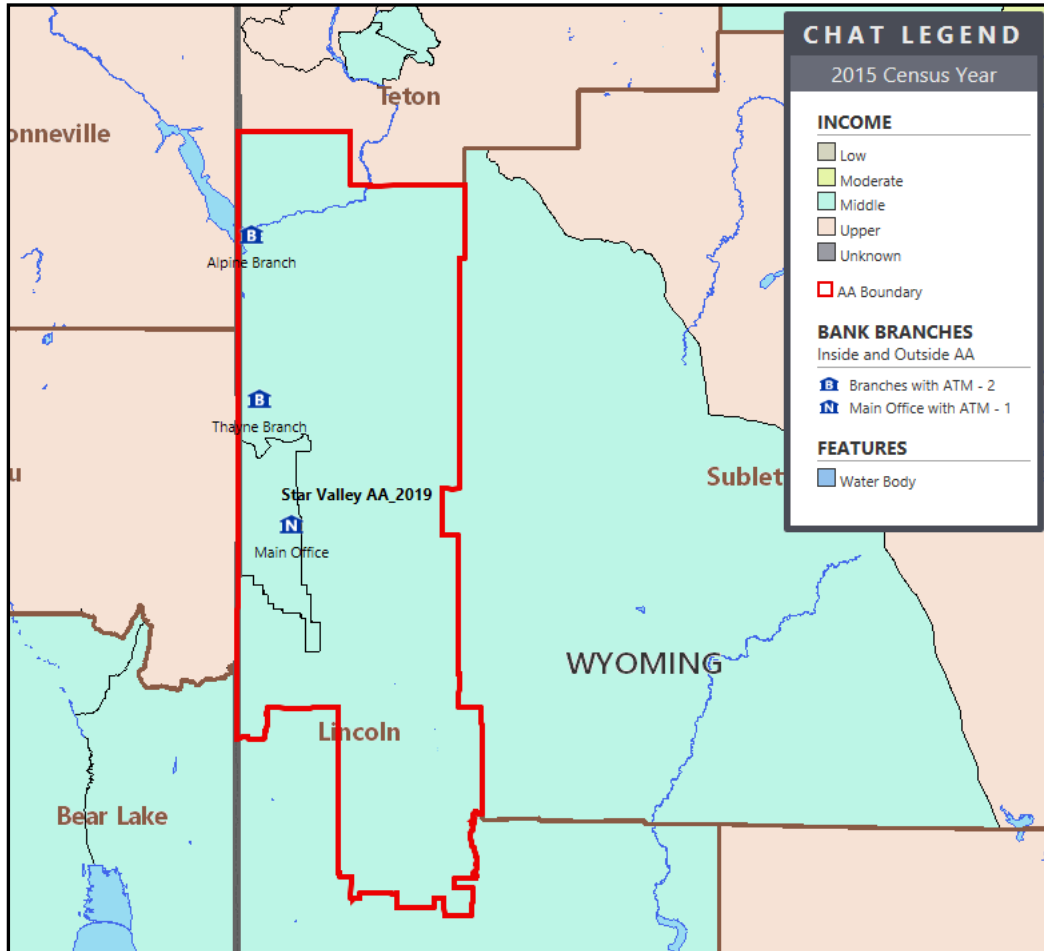 Teton
onneville
Alpine Branch
Thayne Branch
u
Star Valley AA_2019
Sublet
Main Office
WYOMING
Lincoln
Bear Lake
CHAT LEGEND
2015 Census Year
INCOME
Low
Moderate
Middle
Upper
Unknown
AA Boundary
BANK BRANCHES
Inside and Outside AA
B Branches with ATM - 2
N Main Office with ATM - 1
FEATURES
Water Body
B
B
N